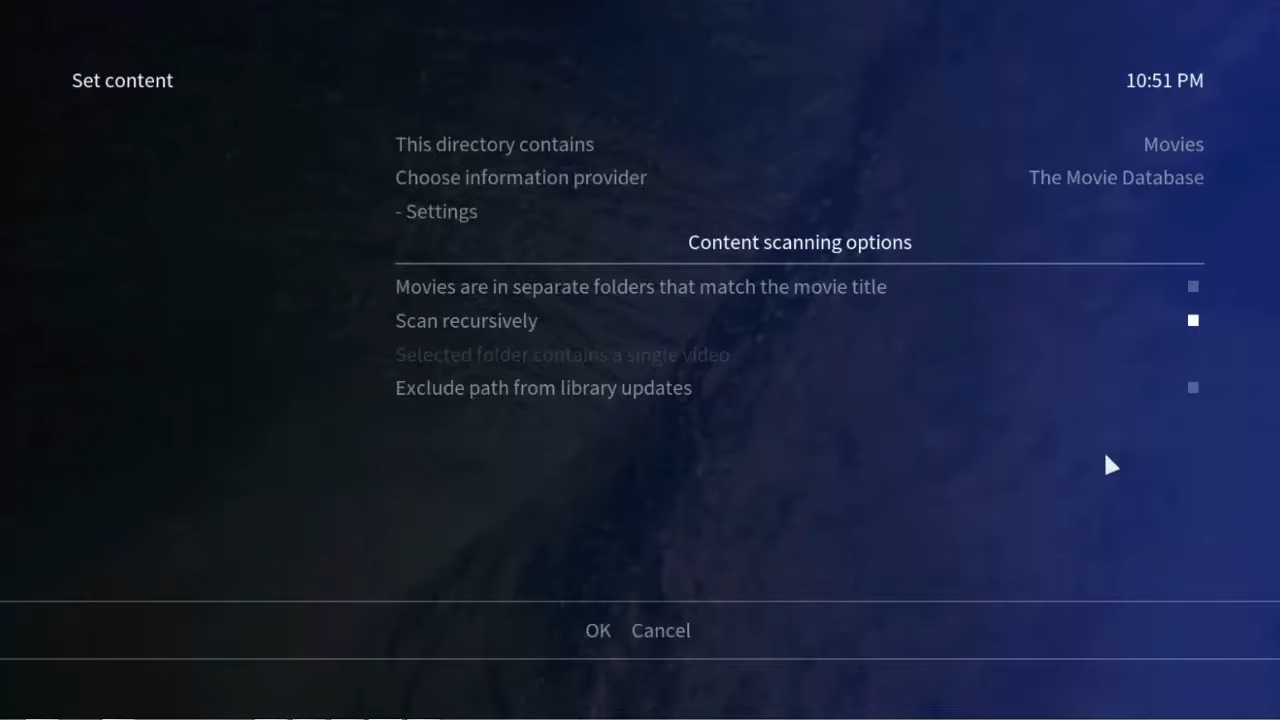 Set content
10:51 PM
This directory contains Movies
Choose information provider The Movie Database
- Settings
Content scanning options
Movies are in separate folders that match the movie title
Scan recursively
Selected folder contains a single video
Exclude path from library updates
OK Cancel